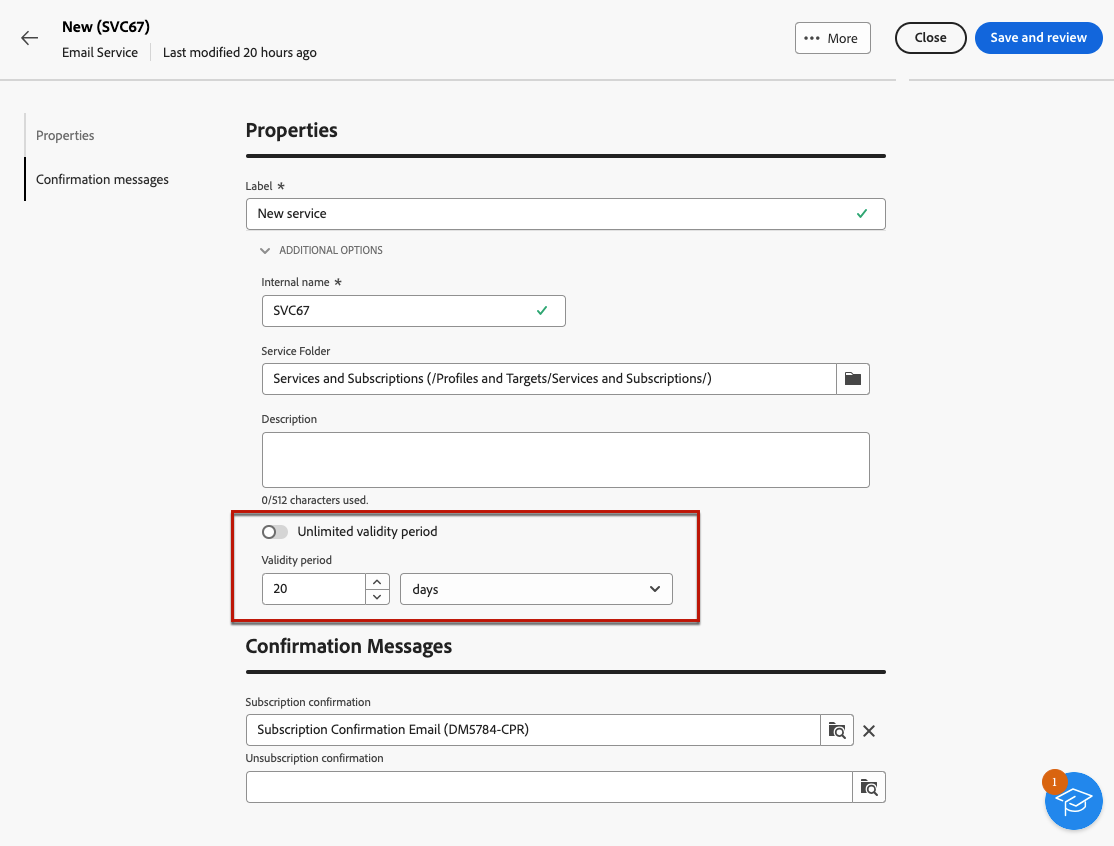 New (SVC67)
Email Service
Last modified 20 hours ago
More
Close
Save and review
Properties
Confirmation messages
Properties
Label *
New service
ADDITIONAL OPTIONS
Internal name *
SVC67
Service Folder
Services and Subscriptions (/Profiles and Targets/Services and Subscriptions/)
Description
0/512 characters used.
Unlimited validity period
Validity period
20
days
Confirmation Messages
Subscription confirmation
Subscription Confirmation Email (DM5784-CPR)
Unsubscription confirmation
1